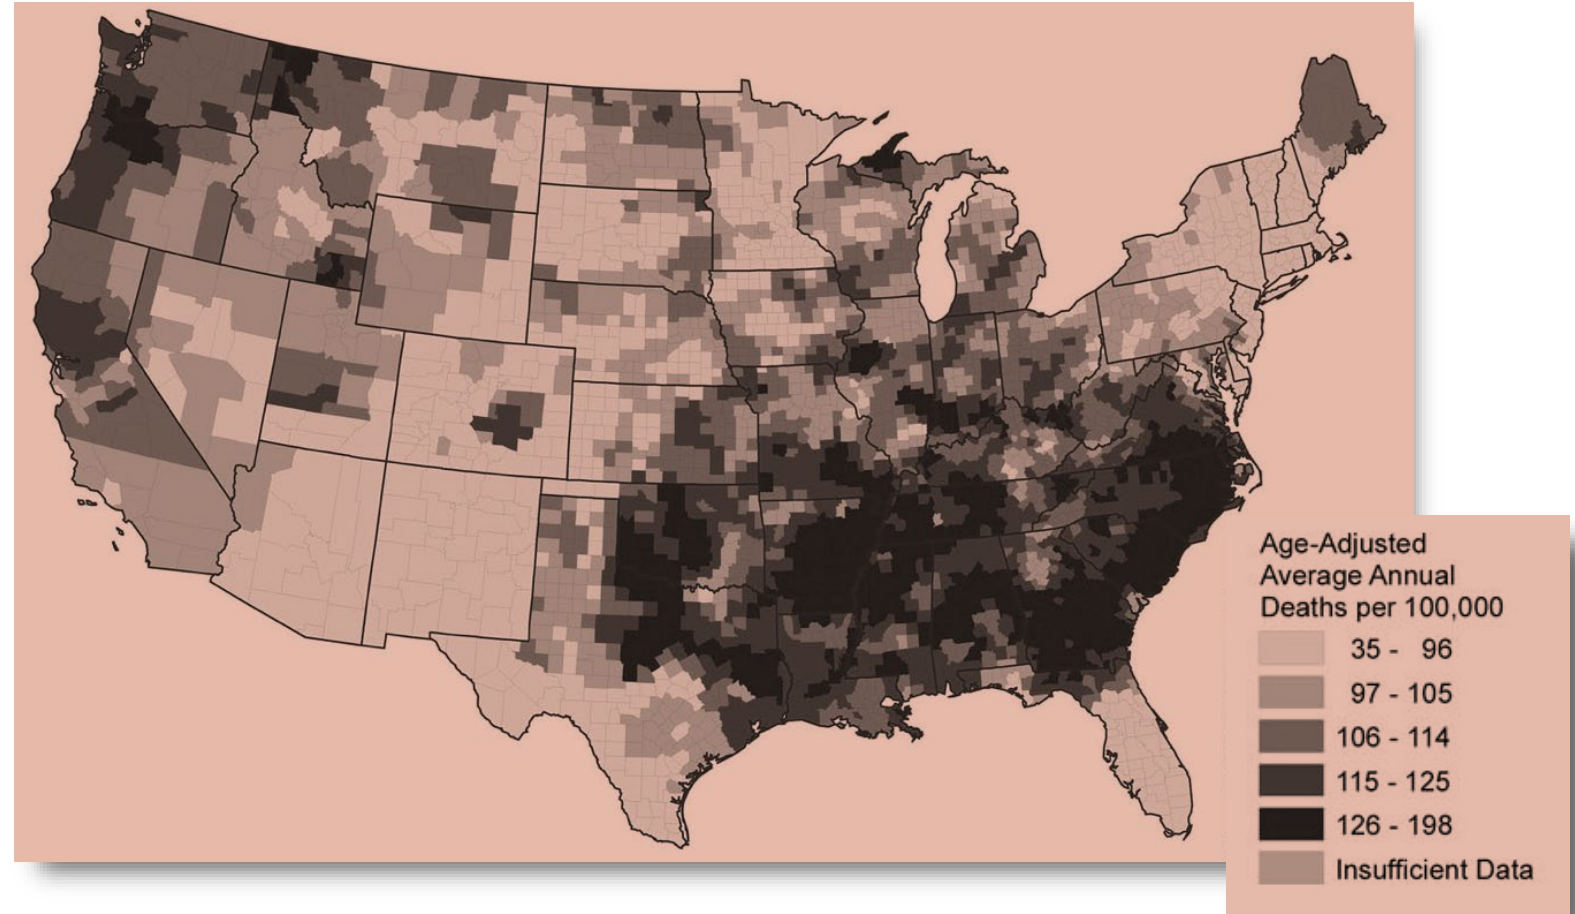 Age-Adjusted
Average Annual
Deaths per 100,000
35 - 96
97 - 105
106 - 114
115 - 125
126 - 198
Insufficient Data